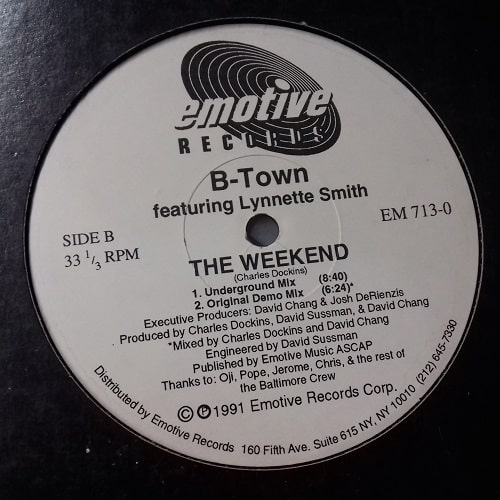 emotive
RECORDS
B-Town
featuring Lynnette Smith
SIDE B
33 1/3 RPM
EM 713-0
THE WEEKEND
(Charles Dockins)
1. Underground Mix (8:40)
2. Original Demo Mix (6:24)*
Executive Producers: David Chang & Josh DeRienzis
Produced by Charles Dockins, David Sussman, & David Chang
*Mixed by Charles Dockins and David Chang
Engineered by David Sussman
Published by Emotive Music ASCAP
Thanks to: Oji, Pope, Jerome, Chris, & the rest of
the Baltimore Crew
© ℗ 1991 Emotive Records Corp.
Distributed by Emotive Records 160 Fifth Ave. Suite 615 NY, NY, 10010 (212) 645-7330